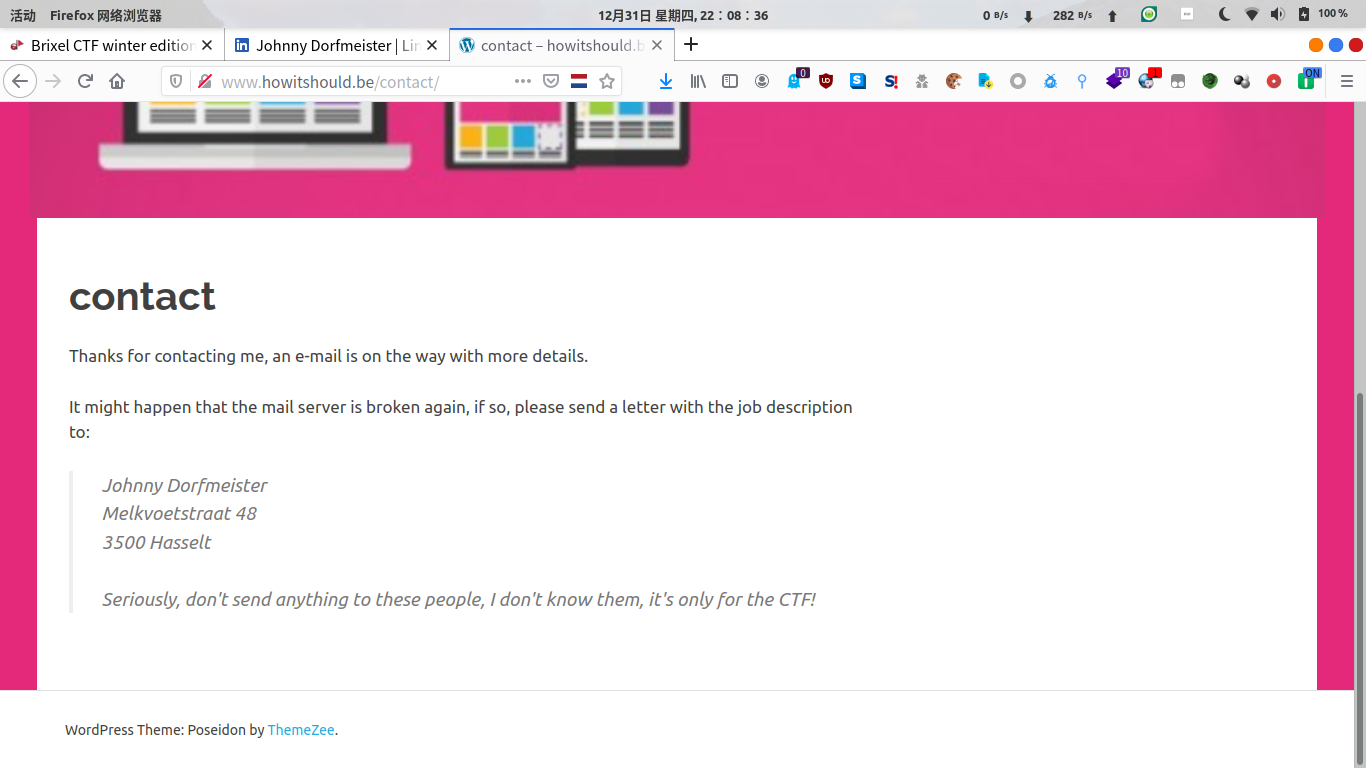 活动 Firefox 网络浏览器 12月31日 星期四, 22：08：36 0 B/s 282 B/s 100 %
Brixel CTF winter edition Johnny Dorfmeister | Lin contact – howitshould.b
www.howitshould.be/contact/ 0 10 ON
contact
Thanks for contacting me, an e-mail is on the way with more details.
It might happen that the mail server is broken again, if so, please send a letter with the job description
to:
Johnny Dorfmeister
Melkvoetstraat 48
3500 Hasselt
Seriously, don't send anything to these people, I don't know them, it's only for the CTF!
WordPress Theme: Poseidon by ThemeZee.